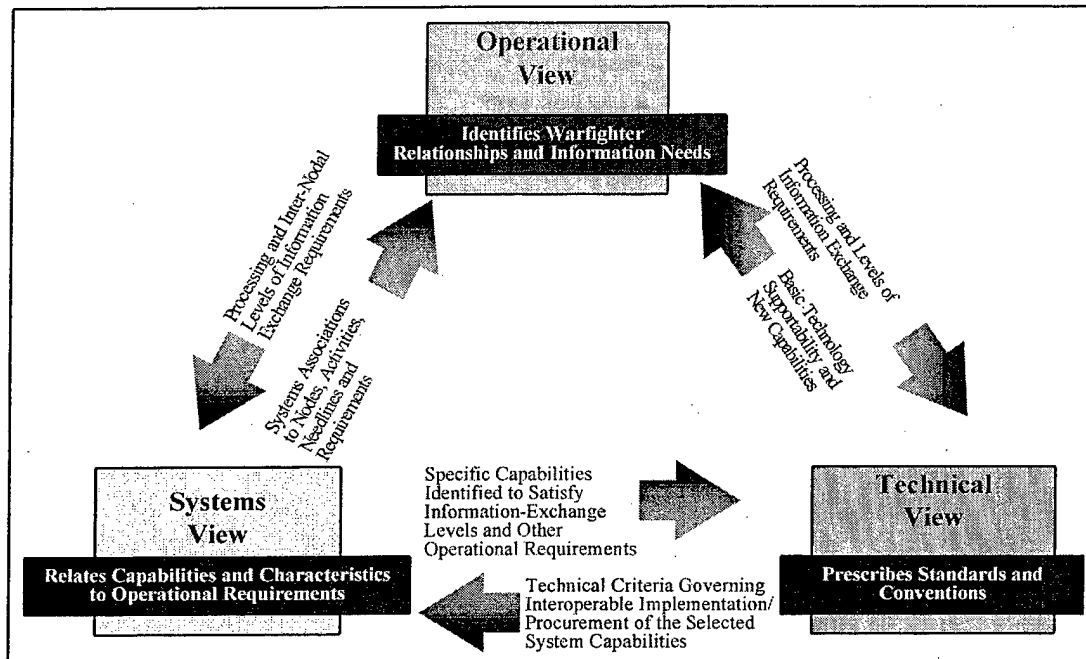 Operational
View
Identifies Warfighter
Relationships and Information Needs
Processing and Inter-Nodal
Levels of Information
Exchange Requirements
Systems Associations
to Nodes, Activities,
Needlines and
Requirements
Processing and Levels of
Information Exchange
Requirements
Basic-Technology
Supportability and
New Capabilities
Systems
View
Relates Capabilities and Characteristics
to Operational Requirements
Specific Capabilities
Identified to Satisfy
Information-Exchange
Levels and Other
Operational Requirements
Technical Criteria Governing
Interoperable Implementation/
Procurement of the Selected
System Capabilities
Technical
View
Prescribes Standards and
Conventions